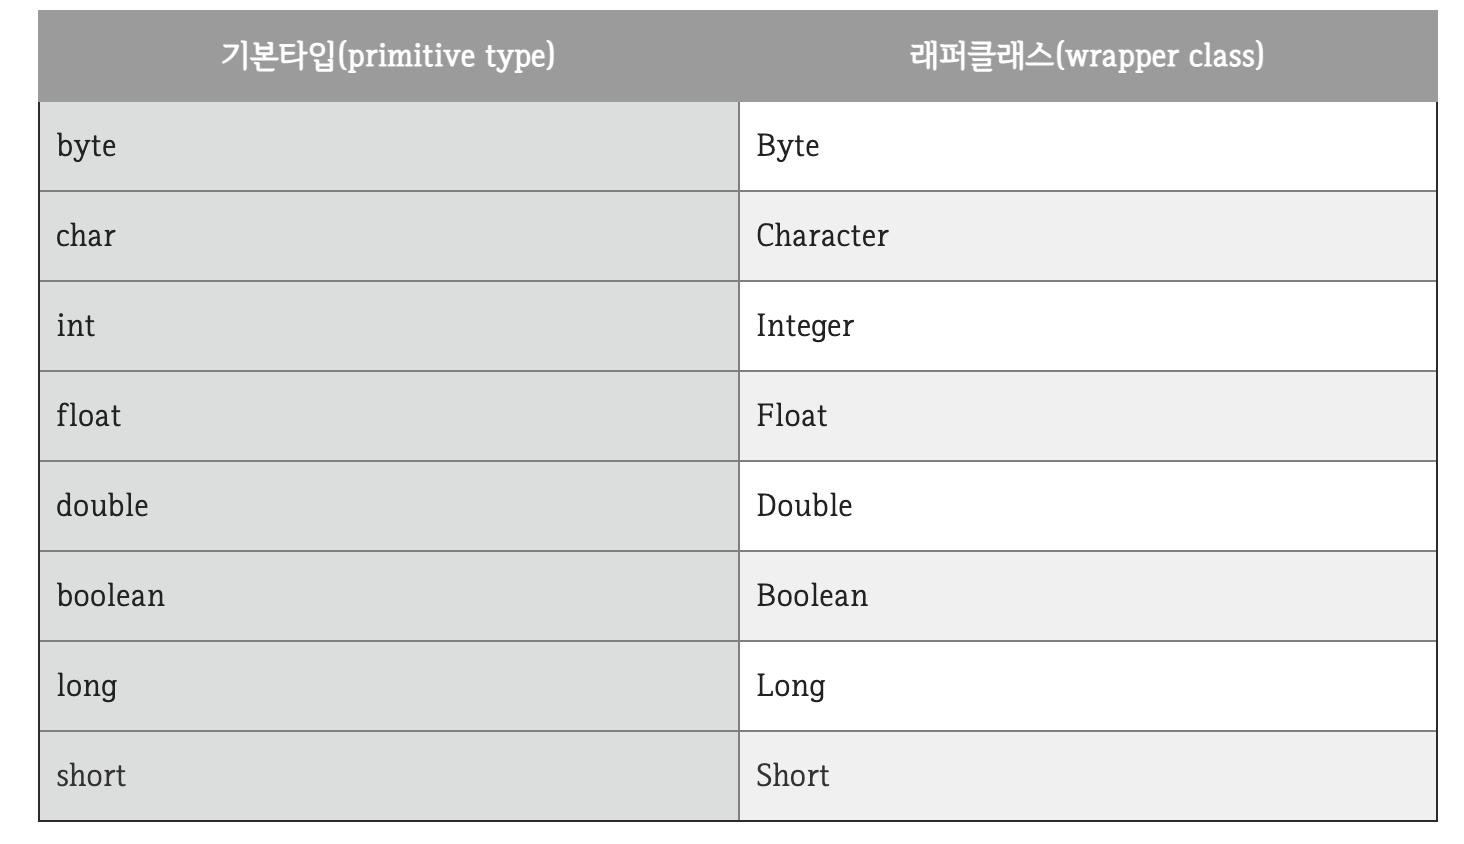 기본타입(primitive type) 래퍼클래스(wrapper class)
byte Byte
char Character
int Integer
float Float
double Double
boolean Boolean
long Long
short Short